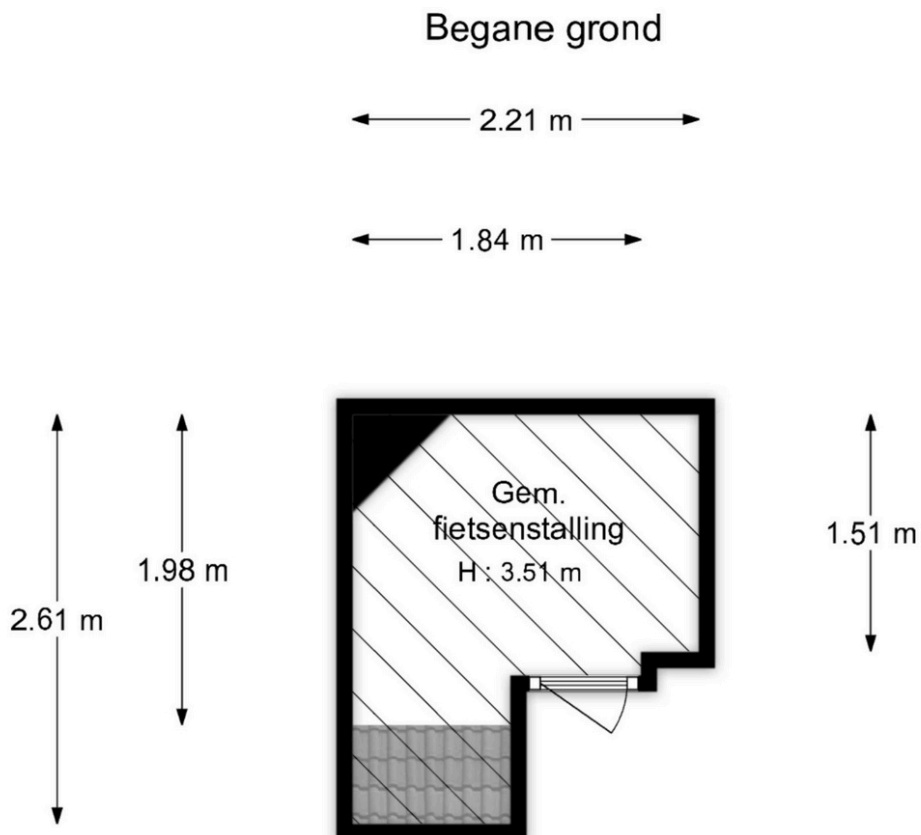 Begane grond
2.21 m
1.84 m
Gem.
fietsenstalling
H : 3.51 m
1.51 m
1.98 m
2.61 m